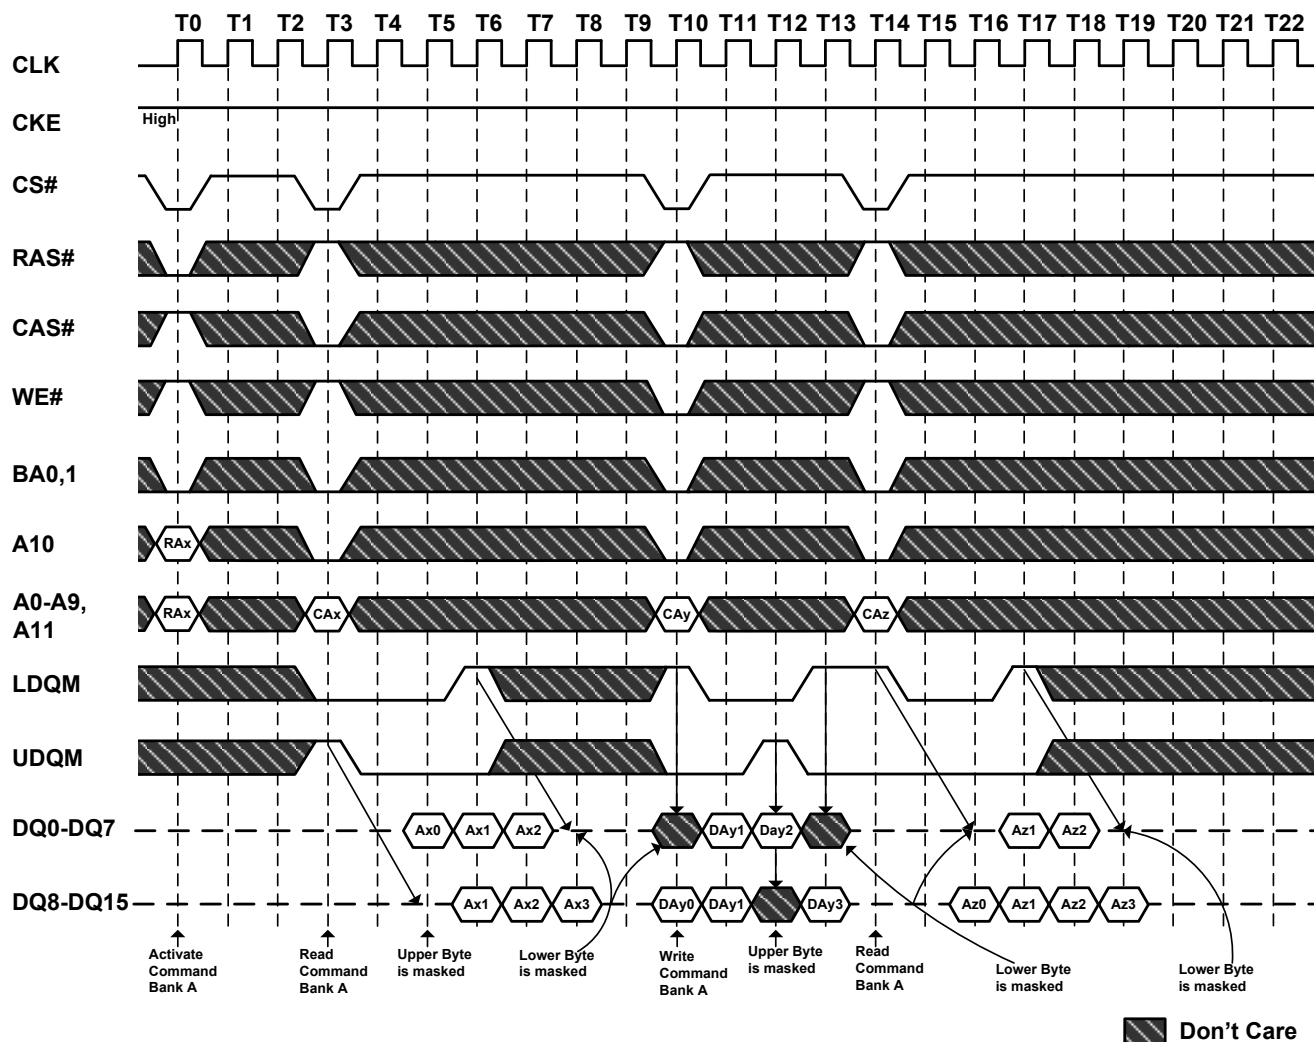 T0 T1 T2 T3 T4 T5 T6 T7 T8 T9 T10 T11 T12 T13 T14 T15 T16 T17 T18 T19 T20 T21 T22
CLK
CKE
High
CS#
RAS#
CAS#
WE#
BA0,1
A10
RAx
A0-A9,
A11
RAx CAx CAy CAz
LDQM
UDQM
DQ0-DQ7
Ax0 Ax1 Ax2 DAy1 Day2 Az1 Az2
DQ8-DQ15
Ax1 Ax2 Ax3 DAy0 DAy1 DAy3 Az0 Az1 Az2 Az3
Activate
Command
Bank A
Read
Command
Bank A
Upper Byte
is masked
Lower Byte
is masked
Write
Command
Bank A
Upper Byte
is masked
Read
Command
Bank A
Lower Byte
is masked
Lower Byte
is masked
Don't Care